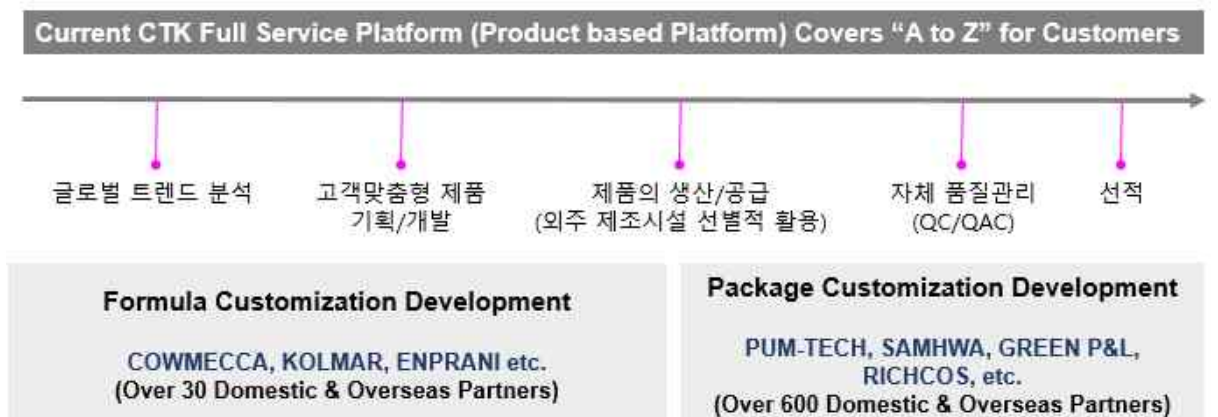 Current CTK Full Service Platform (Product based Platform) Covers “A to Z” for Customers
글로벌 트렌드 분석
고객맞춤형 제품
기획/개발
제품의 생산/공급
(외주 제조시설 선별적 활용)
자체 품질관리
(QC/QAC)
선적
Formula Customization Development
COWMECCA, KOLMAR, ENPRANI etc.
(Over 30 Domestic & Overseas Partners)
Package Customization Development
PUM-TECH, SAMHWA, GREEN P&L,
RICHCOS, etc.
(Over 600 Domestic & Overseas Partners)